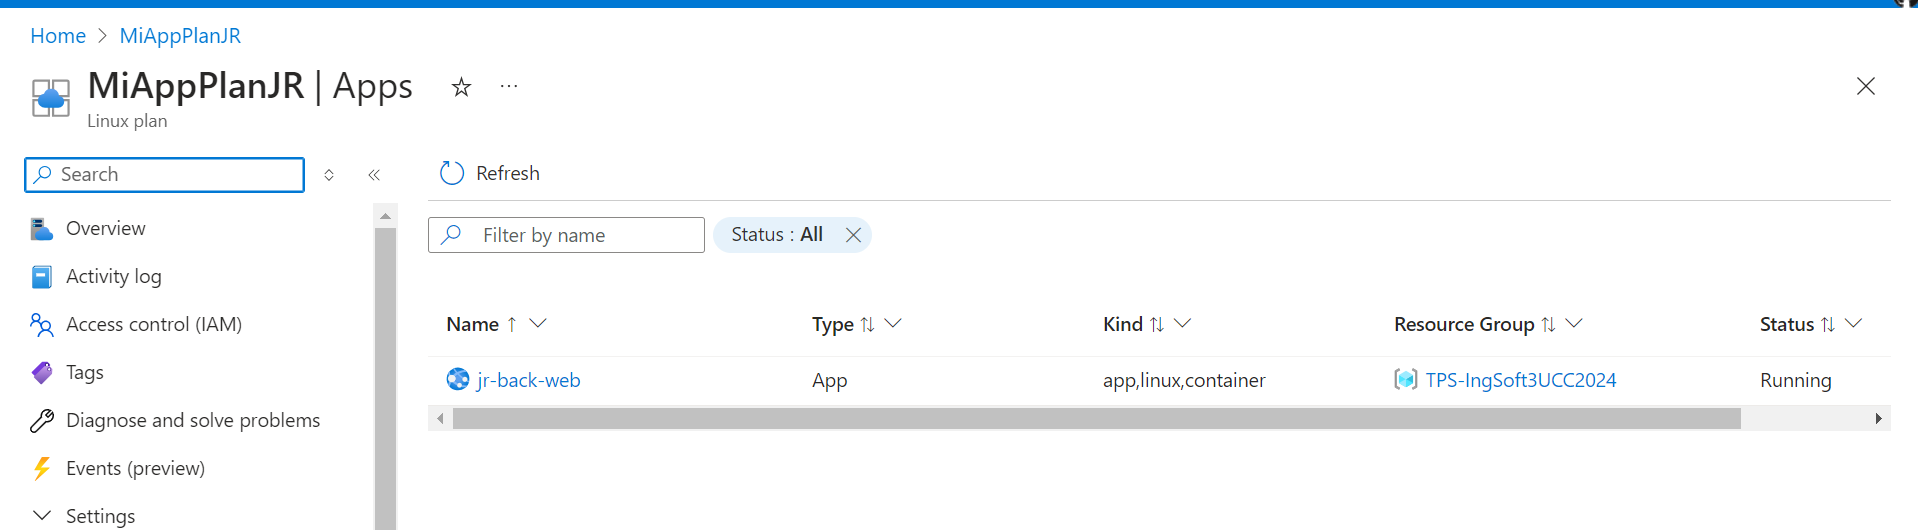 Home > MiAppPlanJR
MiAppPlanJR | Apps ...
Linux plan
Search
Refresh
Overview
Activity log
Access control (IAM)
Tags
Diagnose and solve problems
Events (preview)
Settings
Filter by name
Status : All
Name Type Kind Resource Group Status
jr-back-web App app,linux,container TPS-IngSoft3UCC2024 Running